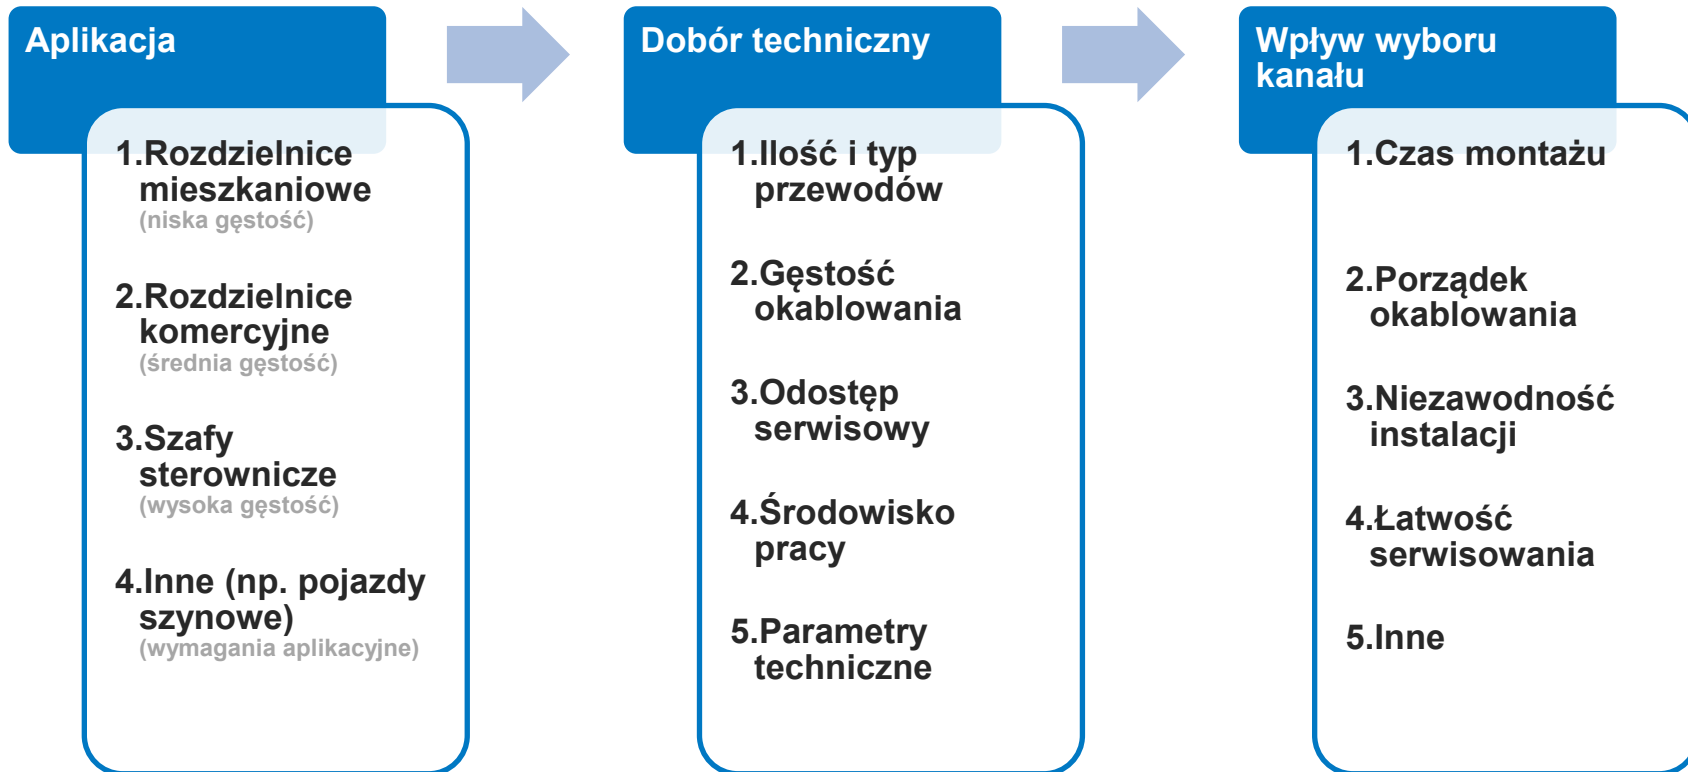 Aplikacja
1.Rozdzielnice
mieszkaniowe
(niska gęstość)
2.Rozdzielnice
komercyjne
(średnia gęstość)
3.Szafy
sterownicze
(wysoka gęstość)
4.Inne (np. pojazdy
szynowe)
(wymagania aplikacyjne)
Dobór techniczny
1.Ilość i typ
przewodów
2.Gęstość
okablowania
3.Odostęp
serwisowy
4.Środowisko
pracy
5.Parametry
techniczne
Wpływ wyboru
kanału
1.Czas montażu
2.Porządek
okablowania
3.Niezawodność
instalacji
4.Łatwość
serwisowania
5.Inne